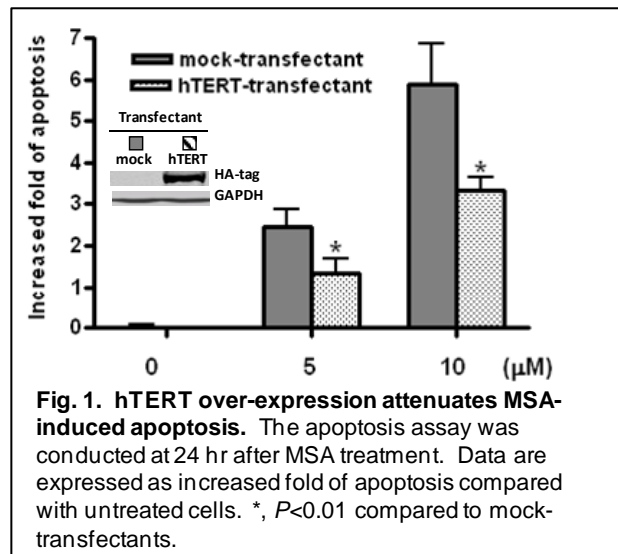 7
6
5
4
3
2
1
0
Increased fold of apoptosis
mock-transfectant
hTERT-transfectant
Transfectant
mock hTERT
HA-tag
GAPDH
*
*
0 5 10 (μM)
Fig. 1. hTERT over-expression attenuates MSA-
induced apoptosis. The apoptosis assay was
conducted at 24 hr after MSA treatment. Data are
expressed as increased fold of apoptosis compared
with untreated cells. *, P<0.01 compared to mock-
transfectants.